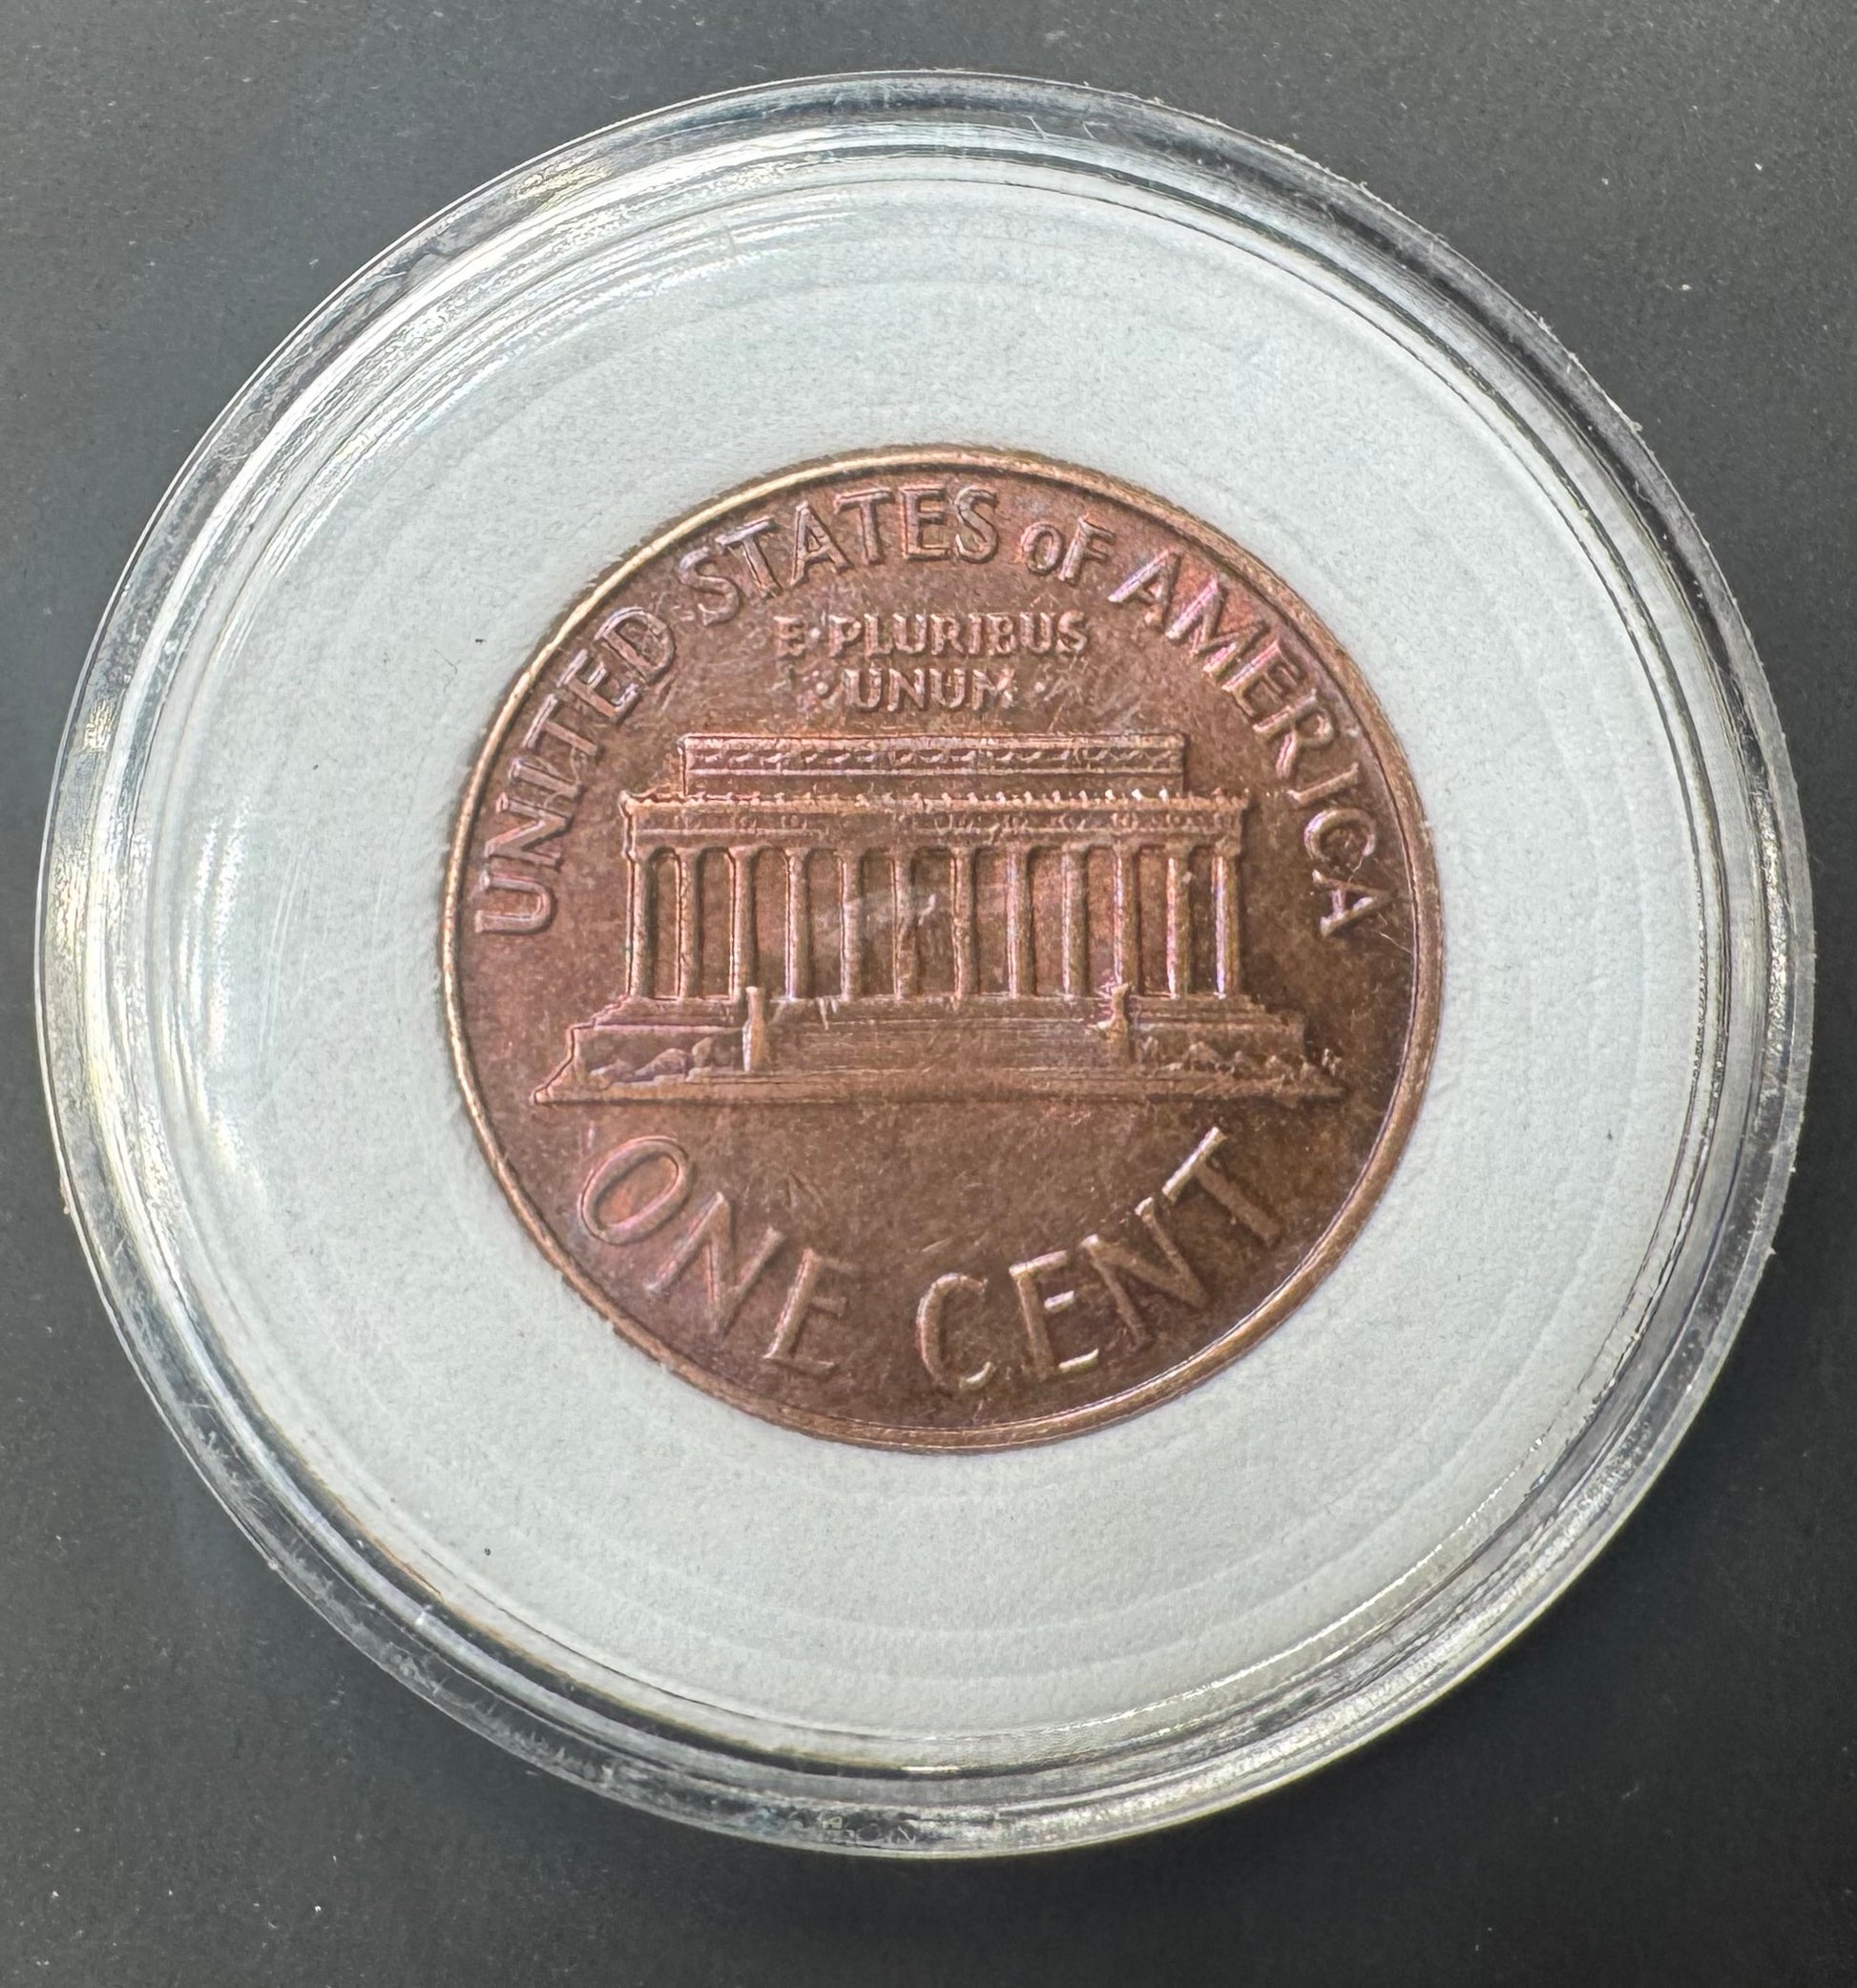 UNITED STATES OF AMERICA
E·PLURIBUS
·UNUM·
ONE CENT